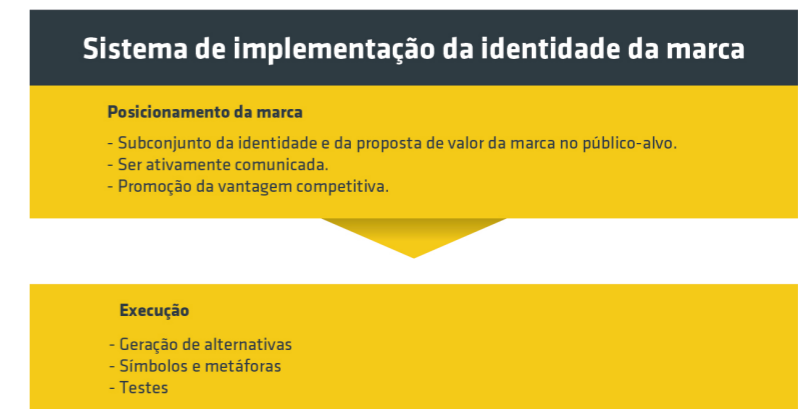 Sistema de implementação da identidade da marca
Posicionamento da marca
- Subconjunto da identidade e da proposta de valor da marca no público-alvo.
- Ser ativamente comunicada.
- Promoção da vantagem competitiva.
Execução
- Geração de alternativas
- Símbolos e metáforas
- Testes